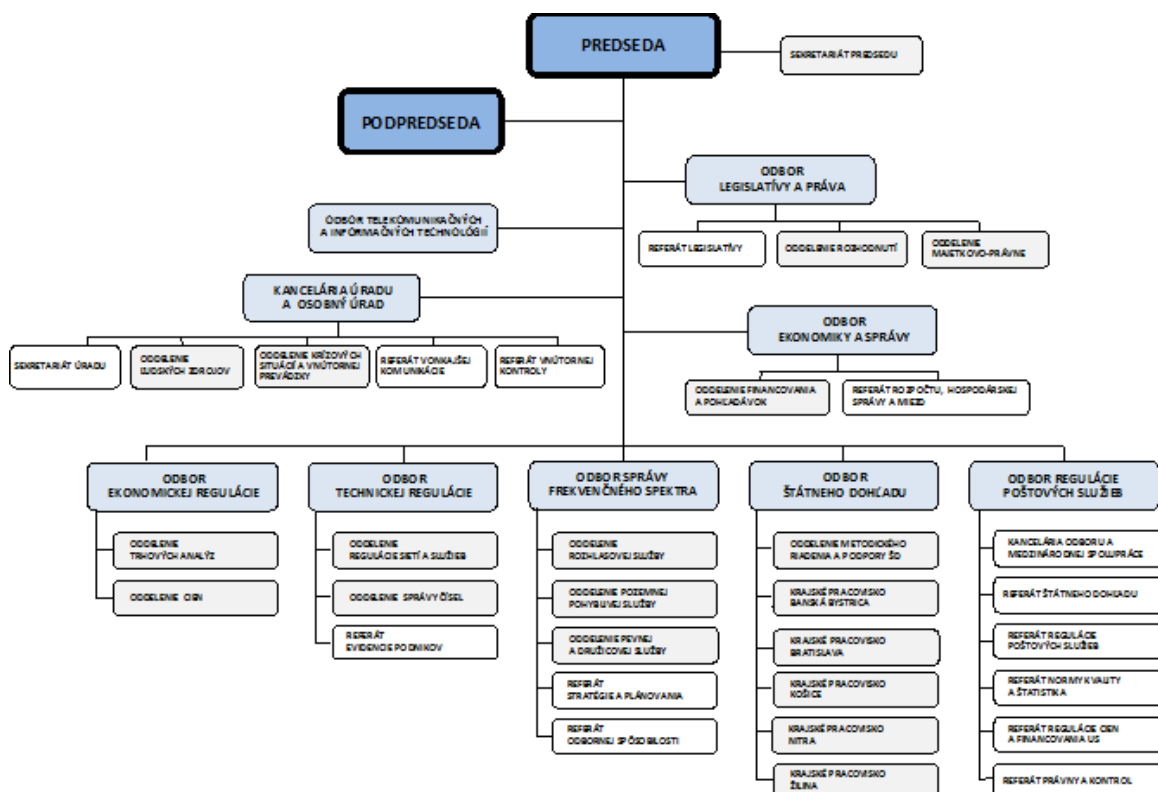 PREDSEDA
SEKRETARIÁT PREDSEDU
PODPREDSEDA
ODBOR
LEGISLATÍVY A PRÁVA
REFERÁT LEGISLATÍVY
ODDELENIE ROZHODNUTÍ
ODDELENIE
MAJETKOVO-PRÁVNE
ODBOR TELEKOMUNIKAČNÝCH
A INFORMAČNÝCH TECHNOLÓGIÍ
KANCELÁRIA ÚRADU
A OSOBNÝ ÚRAD
SEKRETARIÁT ÚRADU
ODDELENIE
ĽUDSKÝCH ZDROJOV
ODDELENIE KRÍZOVÝCH
SITUÁCIÍ A VNÚTORNEJ
PREVÁDZKY
REFERÁT VONKAJŠEJ
KOMUNIKÁCIE
REFERÁT VNÚTORNEJ
KONTROLY
ODBOR
EKONOMIKY A SPRÁVY
ODDELENIE FINANCOVANIA
A POHĽADÁVOK
REFERÁT ROZPOČTU, HOSPODÁRSKEJ
SPRÁVY A MIEZD
ODBOR
EKONOMICKEJ REGULÁCIE
ODDELENIE
TRHOVÝCH ANALÝZ
ODDELENIE CIEN
ODBOR
TECHNICKEJ REGULÁCIE
ODDELENIE
REGULÁCIE SIETÍ A SLUŽIEB
ODDELENIE SPRÁVY ČÍSEL
REFERÁT
EVIDENCIE PODNIKOV
ODBOR SPRÁVY
FREKVENČNÉHO SPEKTRA
ODDELENIE
ROZHLASOVEJ SLUŽBY
ODDELENIE POZEMNEJ
POHYBLIVEJ SLUŽBY
ODDELENIE PEVNEJ
A DRUŽICOVEJ SLUŽBY
REFERÁT
STRATÉGIE A PLÁNOVANIA
REFERÁT
ODBORNEJ SPÔSOBILOSTI
ODBOR
ŠTÁTNEHO DOHĽADU
ODDELENIE METODICKÉHO
RIADENIA A PODPORY ŠD
KRAJSKÉ PRACOVISKO
BANSKÁ BYSTRICA
KRAJSKÉ PRACOVISKO
BRATISLAVA
KRAJSKÉ PRACOVISKO
KOŠICE
KRAJSKÉ PRACOVISKO
NITRA
KRAJSKÉ PRACOVISKO
ŽILINA
ODBOR REGULÁCIE
POŠTOVÝCH SLUŽIEB
KANCELÁRIA ODBORU A
MEDZINÁRODNEJ SPOLUPRÁCE
REFERÁT ŠTÁTNEHO DOHĽADU
REFERÁT REGULÁCIE
POŠTOVÝCH SLUŽIEB
REFERÁT NORMY KVALITY
A ŠTATISTIKA
REFERÁT REGULÁCIE CIEN
A FINANCOVANIA US
REFERÁT PRÁVNY A KONTROL